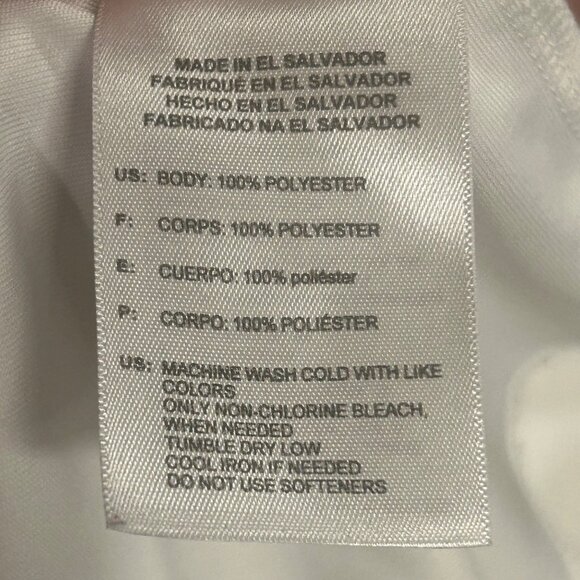 MADE IN EL SALVADOR
FABRIQUÉ EN EL SALVADOR
HECHO EN EL SALVADOR
FABRICADO NA EL SALVADOR
US: BODY: 100% POLYESTER
F: CORPS: 100% POLYESTER
E: CUERPO: 100% poliéster
P: CORPO: 100% POLIÉSTER
US: MACHINE WASH COLD WITH LIKE
COLORS
ONLY NON-CHLORINE BLEACH,
WHEN NEEDED
TUMBLE DRY LOW
COOL IRON IF NEEDED
DO NOT USE SOFTENERS